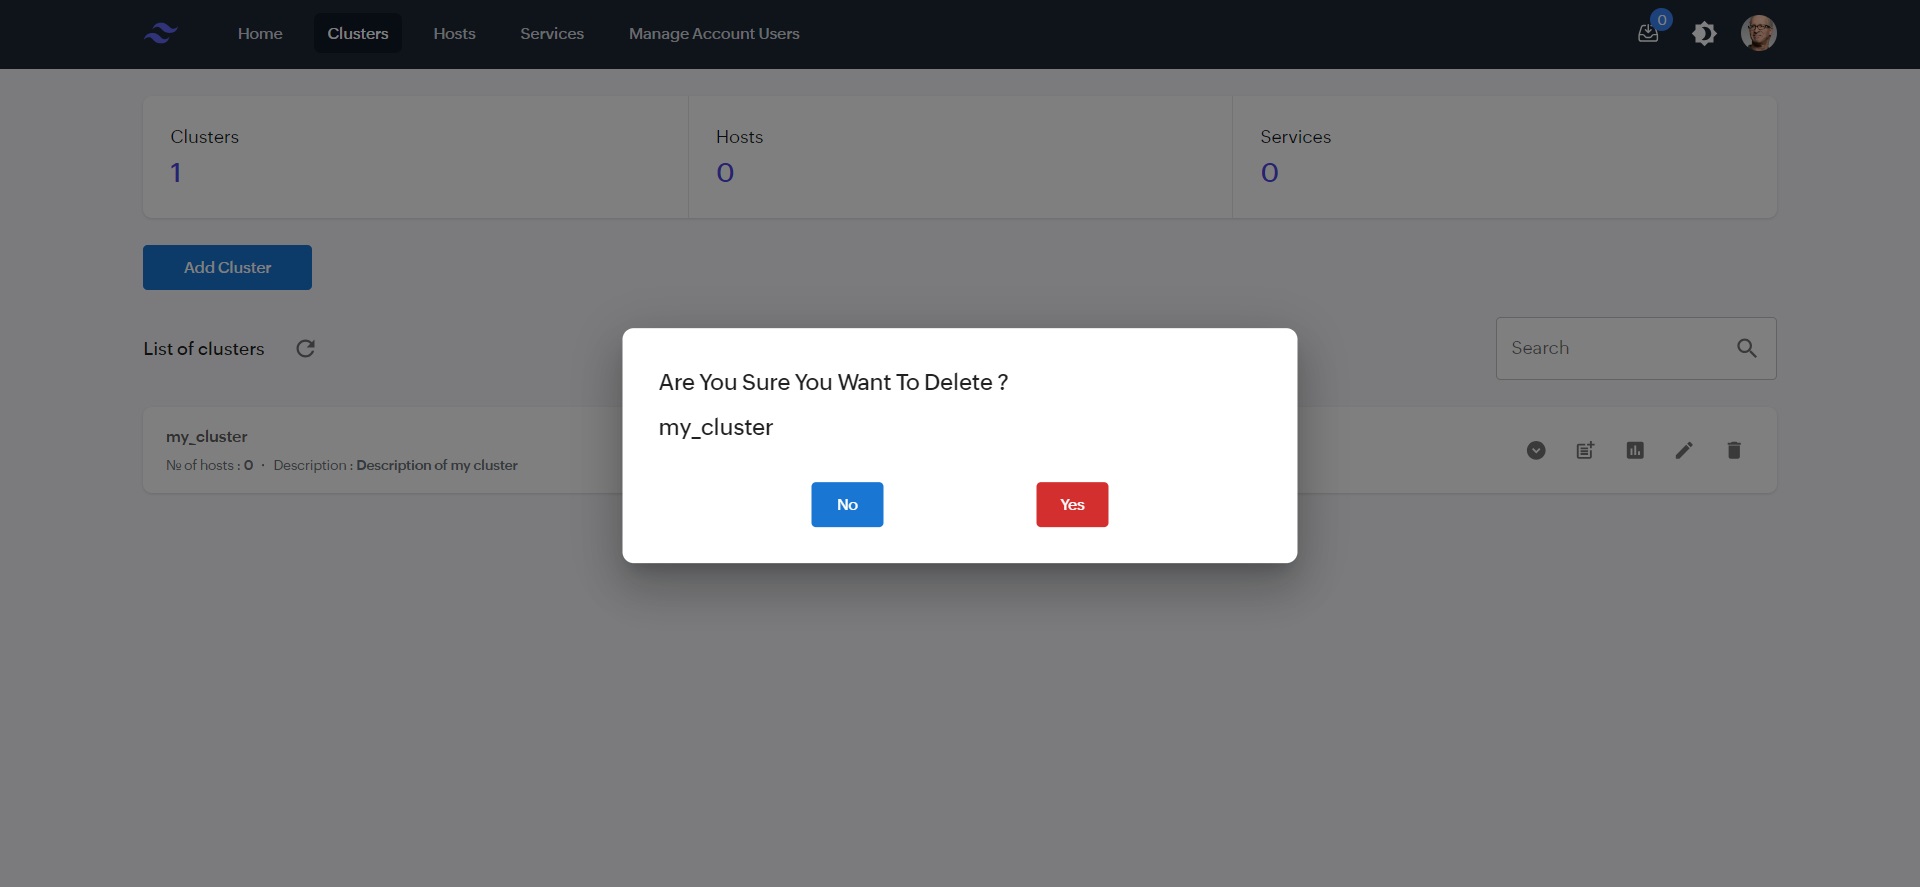 Home Clusters Hosts Services Manage Account Users 0
Clusters Hosts Services
1 0 0
Add Cluster
List of clusters Search
Are You Sure You Want To Delete ?
my_cluster
No Yes
my_cluster
№ of hosts : 0 · Description : Description of my cluster